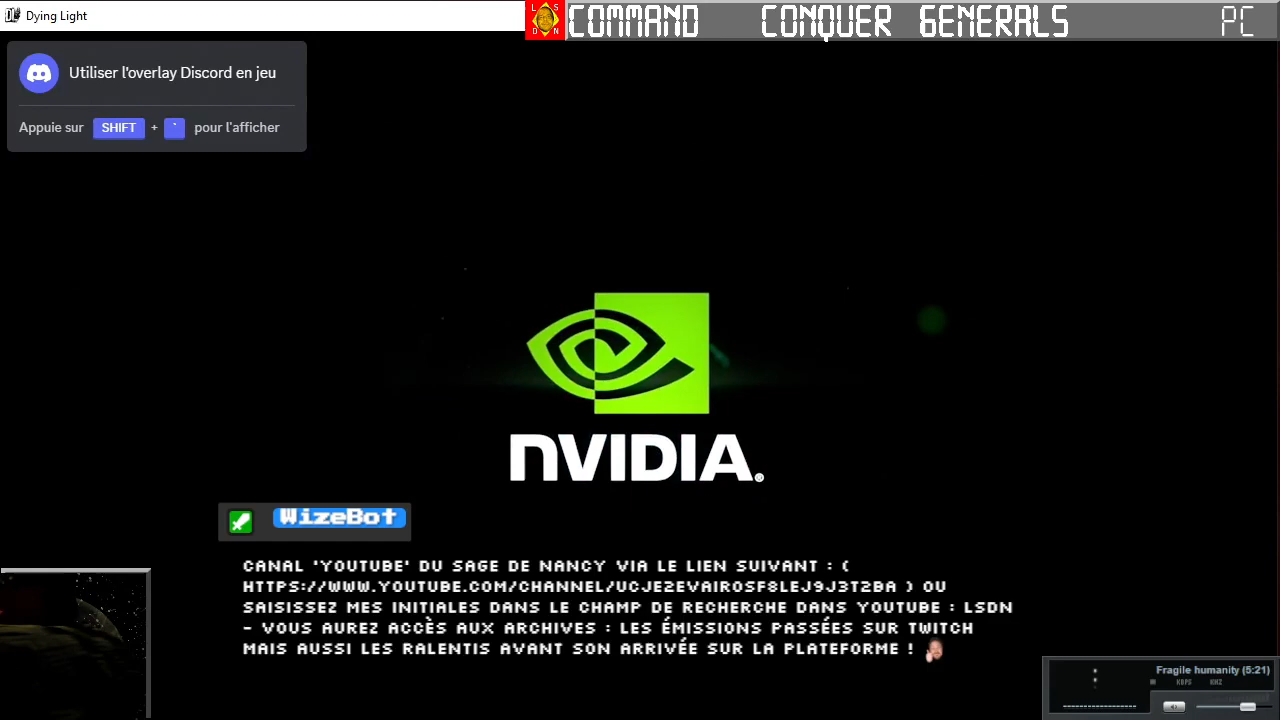 Dying Light
L S
D N
COMMAND CONQUER GENERALS PC
Utiliser l'overlay Discord en jeu
Appuie sur SHIFT + ` pour l'afficher
NVIDIA®
WizeBot
CANAL 'YOUTUBE' DU SAGE DE NANCY VIA LE LIEN SUIVANT : (
HTTPS://WWW.YOUTUBE.COM/CHANNEL/UCJE2EVAIROSF8LEJ9J3T2BA ) OU
SAISISSEZ MES INITIALES DANS LE CHAMP DE RECHERCHE DANS YOUTUBE : LSDN
- VOUS AUREZ ACCÈS AUX ARCHIVES : LES ÉMISSIONS PASSÉES SUR TWITCH
MAIS AUSSI LES RALENTIS AVANT SON ARRIVÉE SUR LA PLATEFORME !
Fragile humanity (5:21)
KBPS KHZ